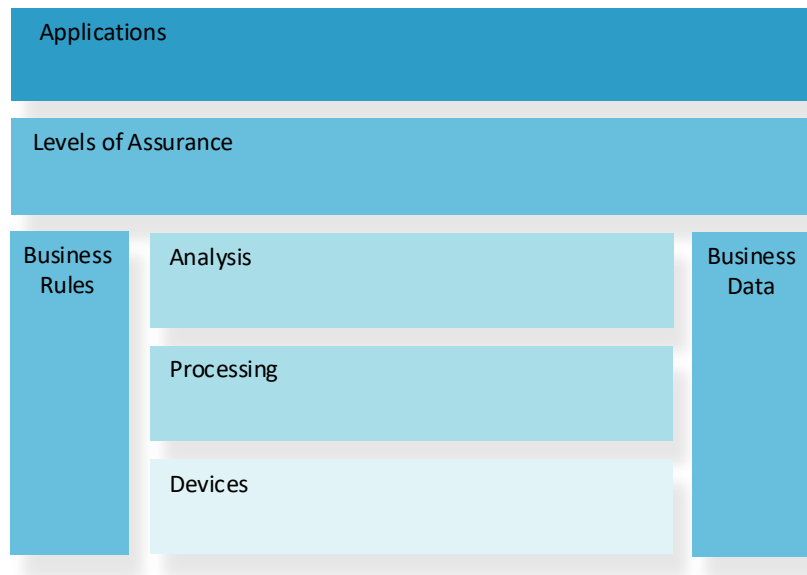 Applications
Levels of Assurance
Business
Rules
Analysis
Business
Data
Processing
Devices